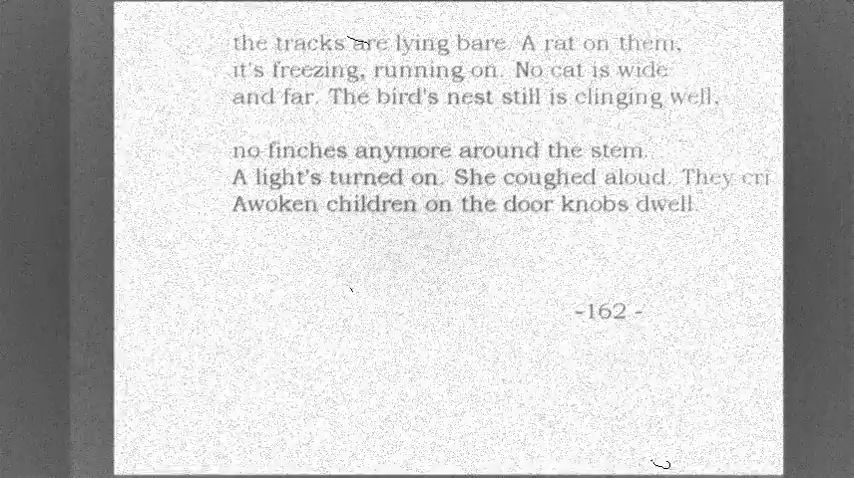 the tracks are lying bare. A rat on them,
it's freezing, running on. No cat is wide
and far. The bird's nest still is clinging well,
no finches anymore around the stem.
A light's turned on. She coughed aloud. They cri
Awoken children on the door knobs dwell.
-162 -